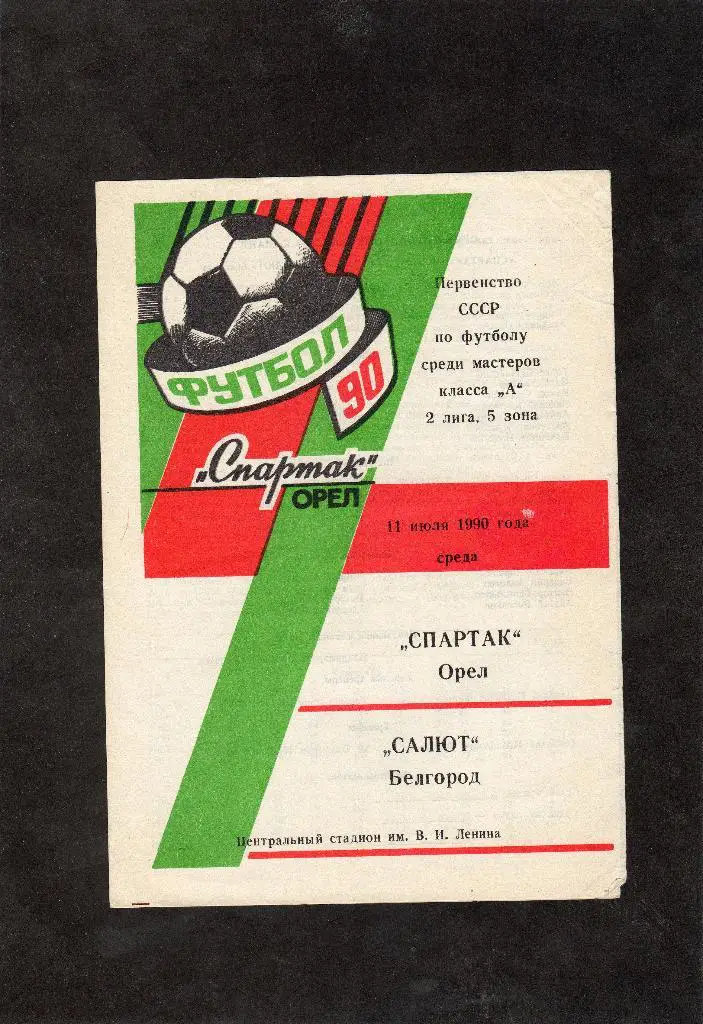 ФУТБОЛ
90
„Спартак"
ОРЕЛ
Первенство
СССР
по футболу
среди мастеров
класса „А"
2 лига, 5 зона
11 июля 1990 года
среда
„СПАРТАК"
Орел
„САЛЮТ"
Белгород
Центральный стадион им. В. И. Ленина